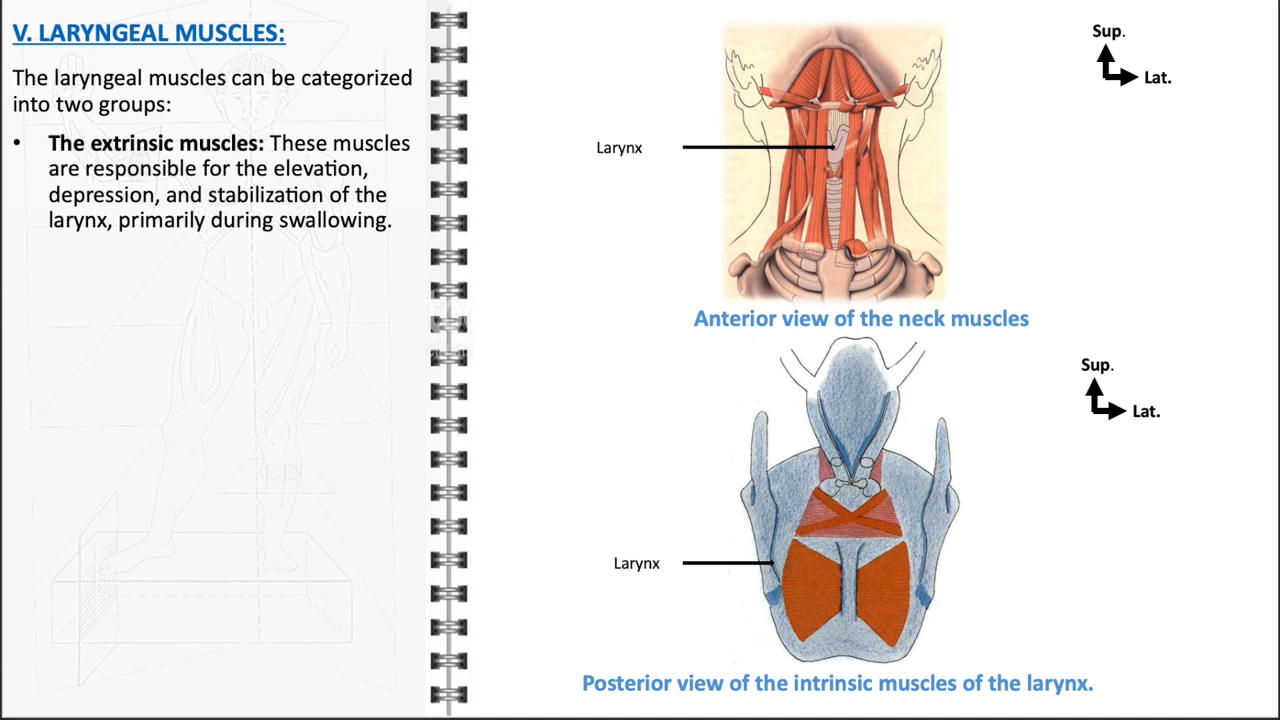 V. LARYNGEAL MUSCLES:
The laryngeal muscles can be categorized
into two groups:
• The extrinsic muscles: These muscles
are responsible for the elevation,
depression, and stabilization of the
larynx, primarily during swallowing.
Sup.
Lat.
Larynx
Anterior view of the neck muscles
Sup.
Lat.
Larynx
Posterior view of the intrinsic muscles of the larynx.